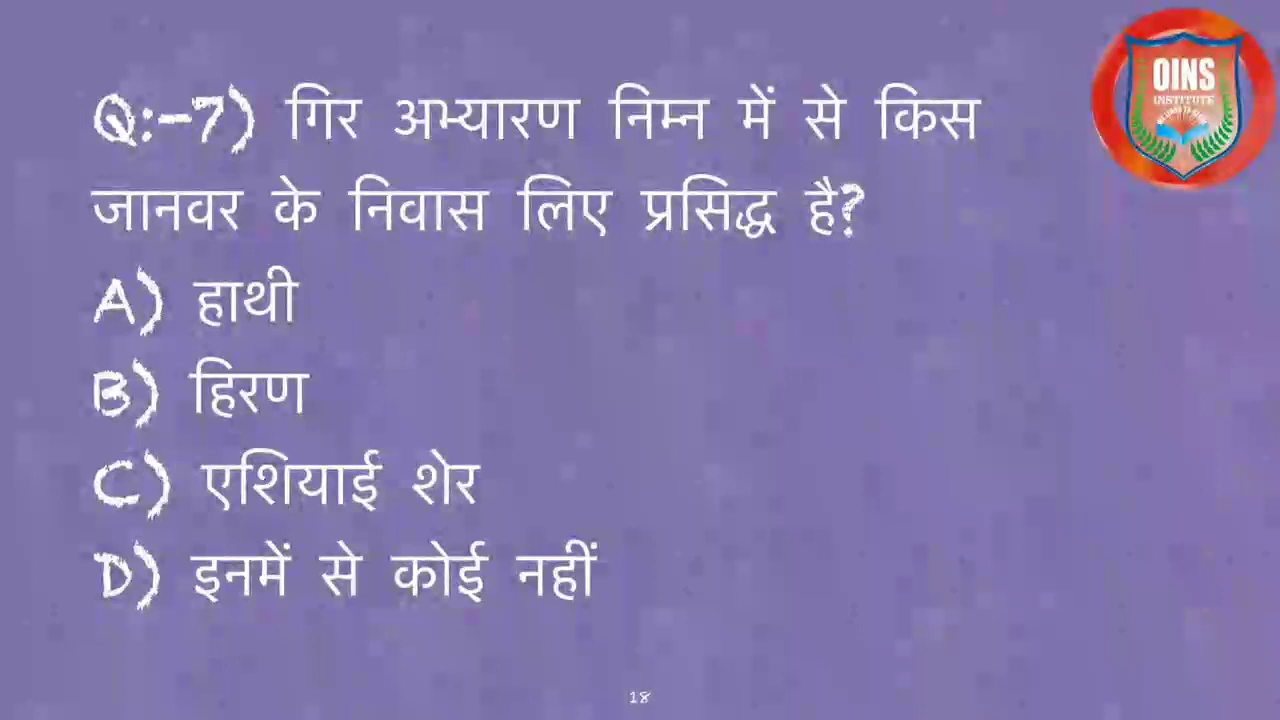 Q:-7) गिर अभ्यारण निम्न में से किस
जानवर के निवास लिए प्रसिद्ध है?
A) हाथी
B) हिरण
C) एशियाई शेर
D) इनमें से कोई नहीं
OINS
INSTITUTE
18